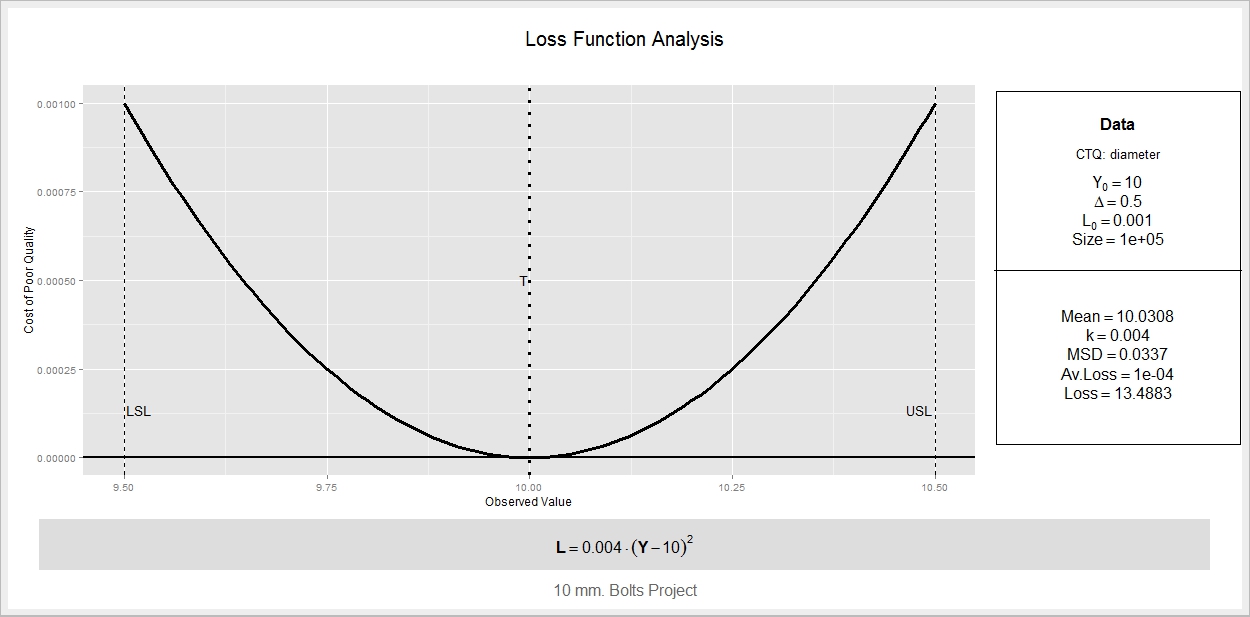 Loss Function Analysis
Cost of Poor Quality
0.00100
0.00075
0.00050
0.00025
0.00000
T
LSL
USL
9.50 9.75 10.00 10.25 10.50
Observed Value
Data
CTQ: diameter
Y₀ = 10
Δ = 0.5
L₀ = 0.001
Size = 1e+05
Mean = 10.0308
k = 0.004
MSD = 0.0337
Av.Loss = 1e-04
Loss = 13.4883
L = 0.004 · (Y − 10)²
10 mm. Bolts Project